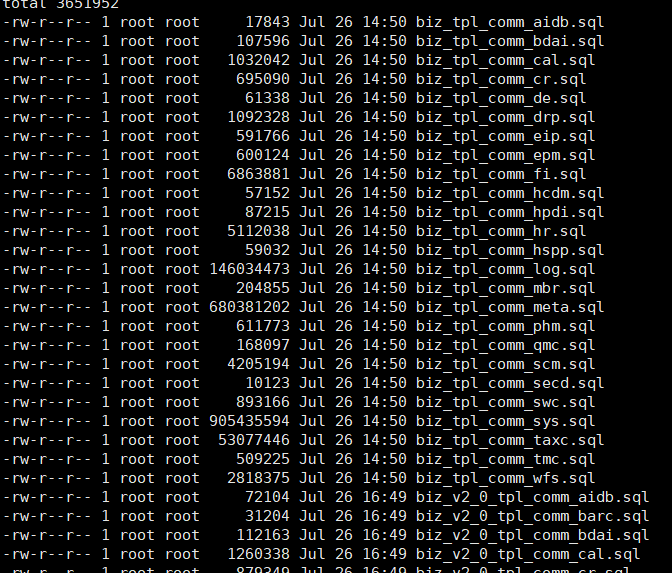 total 3651952
-rw-r--r-- 1 root root     17843 Jul 26 14:50 biz_tpl_comm_aidb.sql
-rw-r--r-- 1 root root    107596 Jul 26 14:50 biz_tpl_comm_bdai.sql
-rw-r--r-- 1 root root   1032042 Jul 26 14:50 biz_tpl_comm_cal.sql
-rw-r--r-- 1 root root    695090 Jul 26 14:50 biz_tpl_comm_cr.sql
-rw-r--r-- 1 root root     61338 Jul 26 14:50 biz_tpl_comm_de.sql
-rw-r--r-- 1 root root   1092328 Jul 26 14:50 biz_tpl_comm_drp.sql
-rw-r--r-- 1 root root    591766 Jul 26 14:50 biz_tpl_comm_eip.sql
-rw-r--r-- 1 root root    600124 Jul 26 14:50 biz_tpl_comm_epm.sql
-rw-r--r-- 1 root root   6863881 Jul 26 14:50 biz_tpl_comm_fi.sql
-rw-r--r-- 1 root root     57152 Jul 26 14:50 biz_tpl_comm_hcdm.sql
-rw-r--r-- 1 root root     87215 Jul 26 14:50 biz_tpl_comm_hpdi.sql
-rw-r--r-- 1 root root   5112038 Jul 26 14:50 biz_tpl_comm_hr.sql
-rw-r--r-- 1 root root     59032 Jul 26 14:50 biz_tpl_comm_hspp.sql
-rw-r--r-- 1 root root 146034473 Jul 26 14:50 biz_tpl_comm_log.sql
-rw-r--r-- 1 root root    204855 Jul 26 14:50 biz_tpl_comm_mbr.sql
-rw-r--r-- 1 root root 680381202 Jul 26 14:50 biz_tpl_comm_meta.sql
-rw-r--r-- 1 root root    611773 Jul 26 14:50 biz_tpl_comm_phm.sql
-rw-r--r-- 1 root root    168097 Jul 26 14:50 biz_tpl_comm_qmc.sql
-rw-r--r-- 1 root root   4205194 Jul 26 14:50 biz_tpl_comm_scm.sql
-rw-r--r-- 1 root root     10123 Jul 26 14:50 biz_tpl_comm_secd.sql
-rw-r--r-- 1 root root    893166 Jul 26 14:50 biz_tpl_comm_swc.sql
-rw-r--r-- 1 root root 905435594 Jul 26 14:50 biz_tpl_comm_sys.sql
-rw-r--r-- 1 root root  53077446 Jul 26 14:50 biz_tpl_comm_taxc.sql
-rw-r--r-- 1 root root    509225 Jul 26 14:50 biz_tpl_comm_tmc.sql
-rw-r--r-- 1 root root   2818375 Jul 26 14:50 biz_tpl_comm_wfs.sql
-rw-r--r-- 1 root root     72104 Jul 26 16:49 biz_v2_0_tpl_comm_aidb.sql
-rw-r--r-- 1 root root     31204 Jul 26 16:49 biz_v2_0_tpl_comm_barc.sql
-rw-r--r-- 1 root root    112163 Jul 26 16:49 biz_v2_0_tpl_comm_bdai.sql
-rw-r--r-- 1 root root   1260338 Jul 26 16:49 biz_v2_0_tpl_comm_cal.sql
-rw-r--r-- 1 root root    879349 Jul 26 16:49 biz_v2_0_tpl_comm_cr.sql